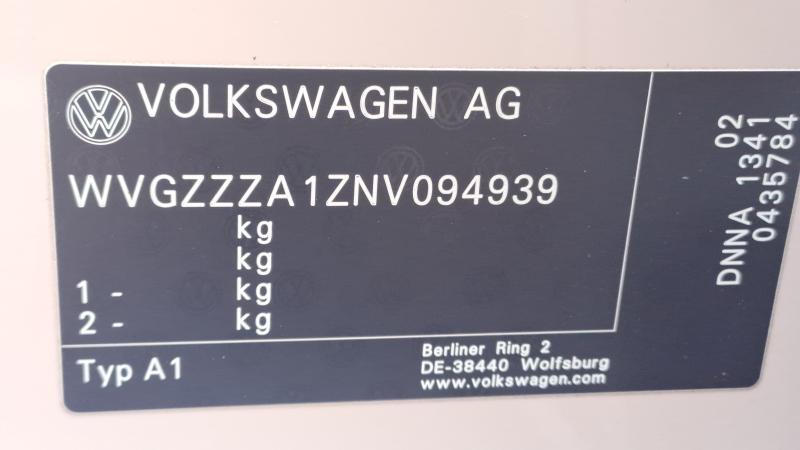 VOLKSWAGEN AG
WVGZZZA1ZNV094939
kg
kg
1 - kg
2 - kg
Typ A1
Berliner Ring 2
DE-38440 Wolfsburg
www.volkswagen.com
02
DNNA 1341
0435784